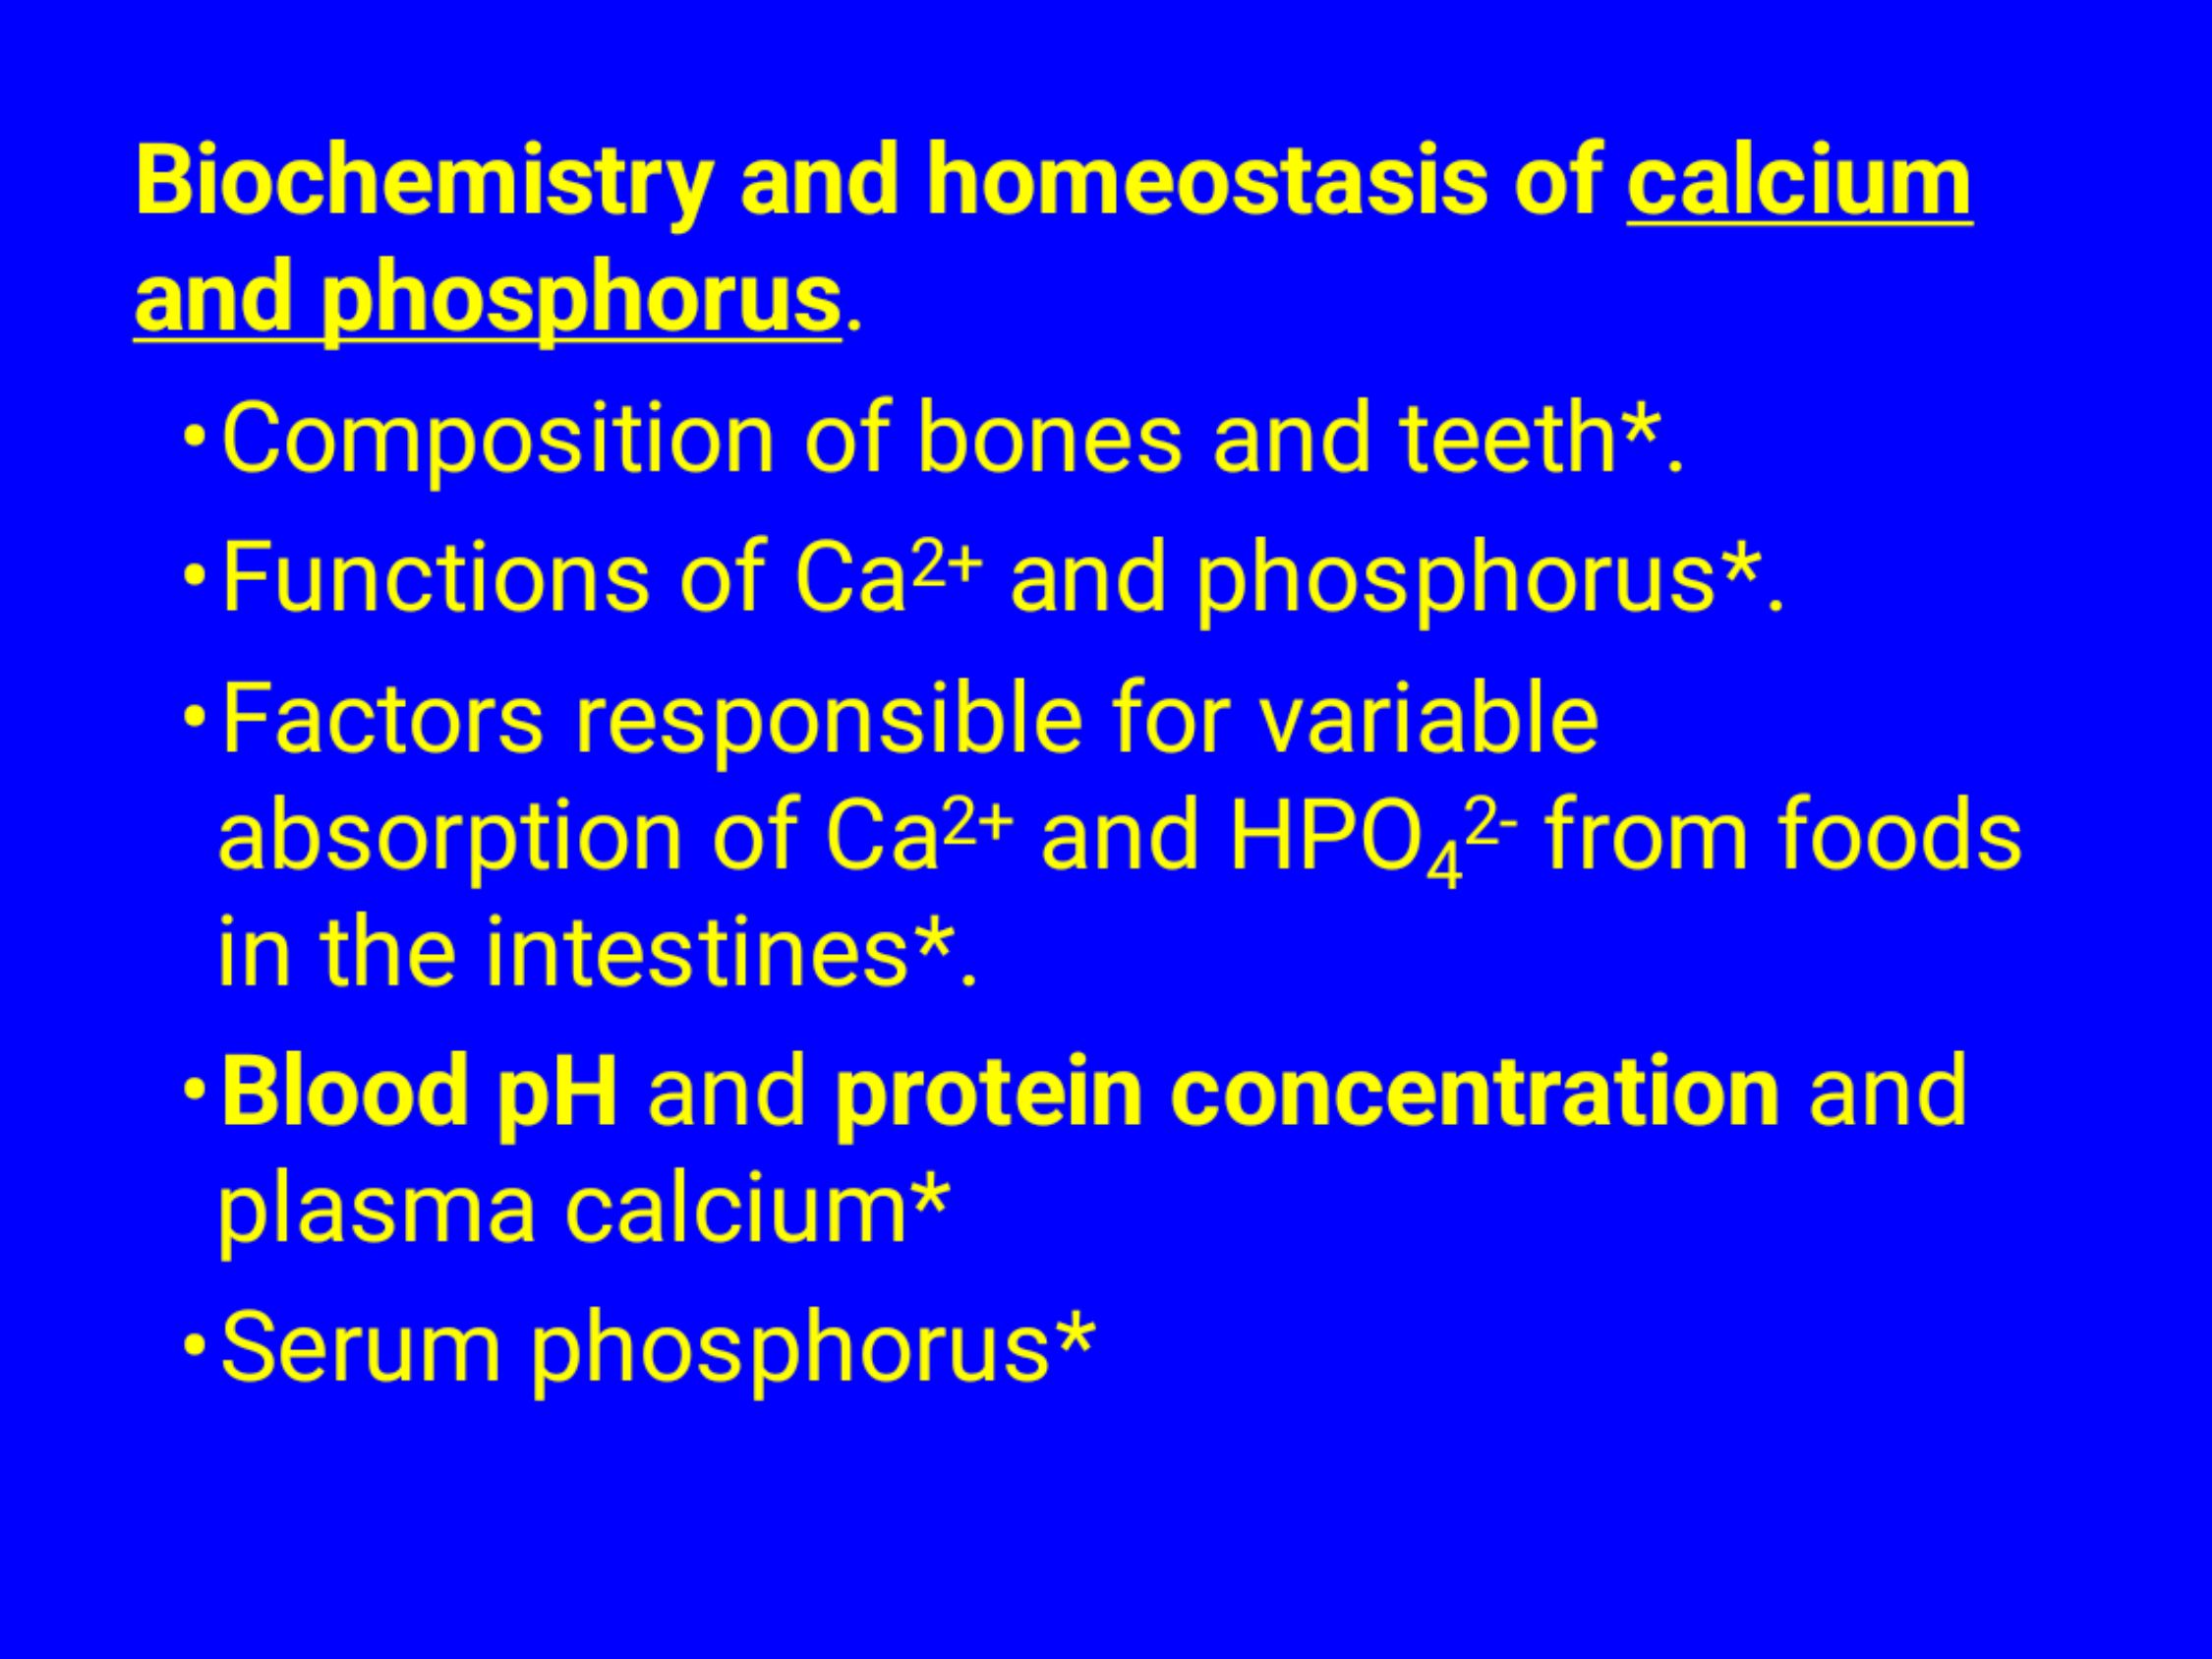 Biochemistry and homeostasis of calcium
and phosphorus.
•Composition of bones and teeth*.
•Functions of Ca²⁺ and phosphorus*.
•Factors responsible for variable
absorption of Ca²⁺ and HPO₄²⁻ from foods
in the intestines*.
•Blood pH and protein concentration and
plasma calcium*
•Serum phosphorus*